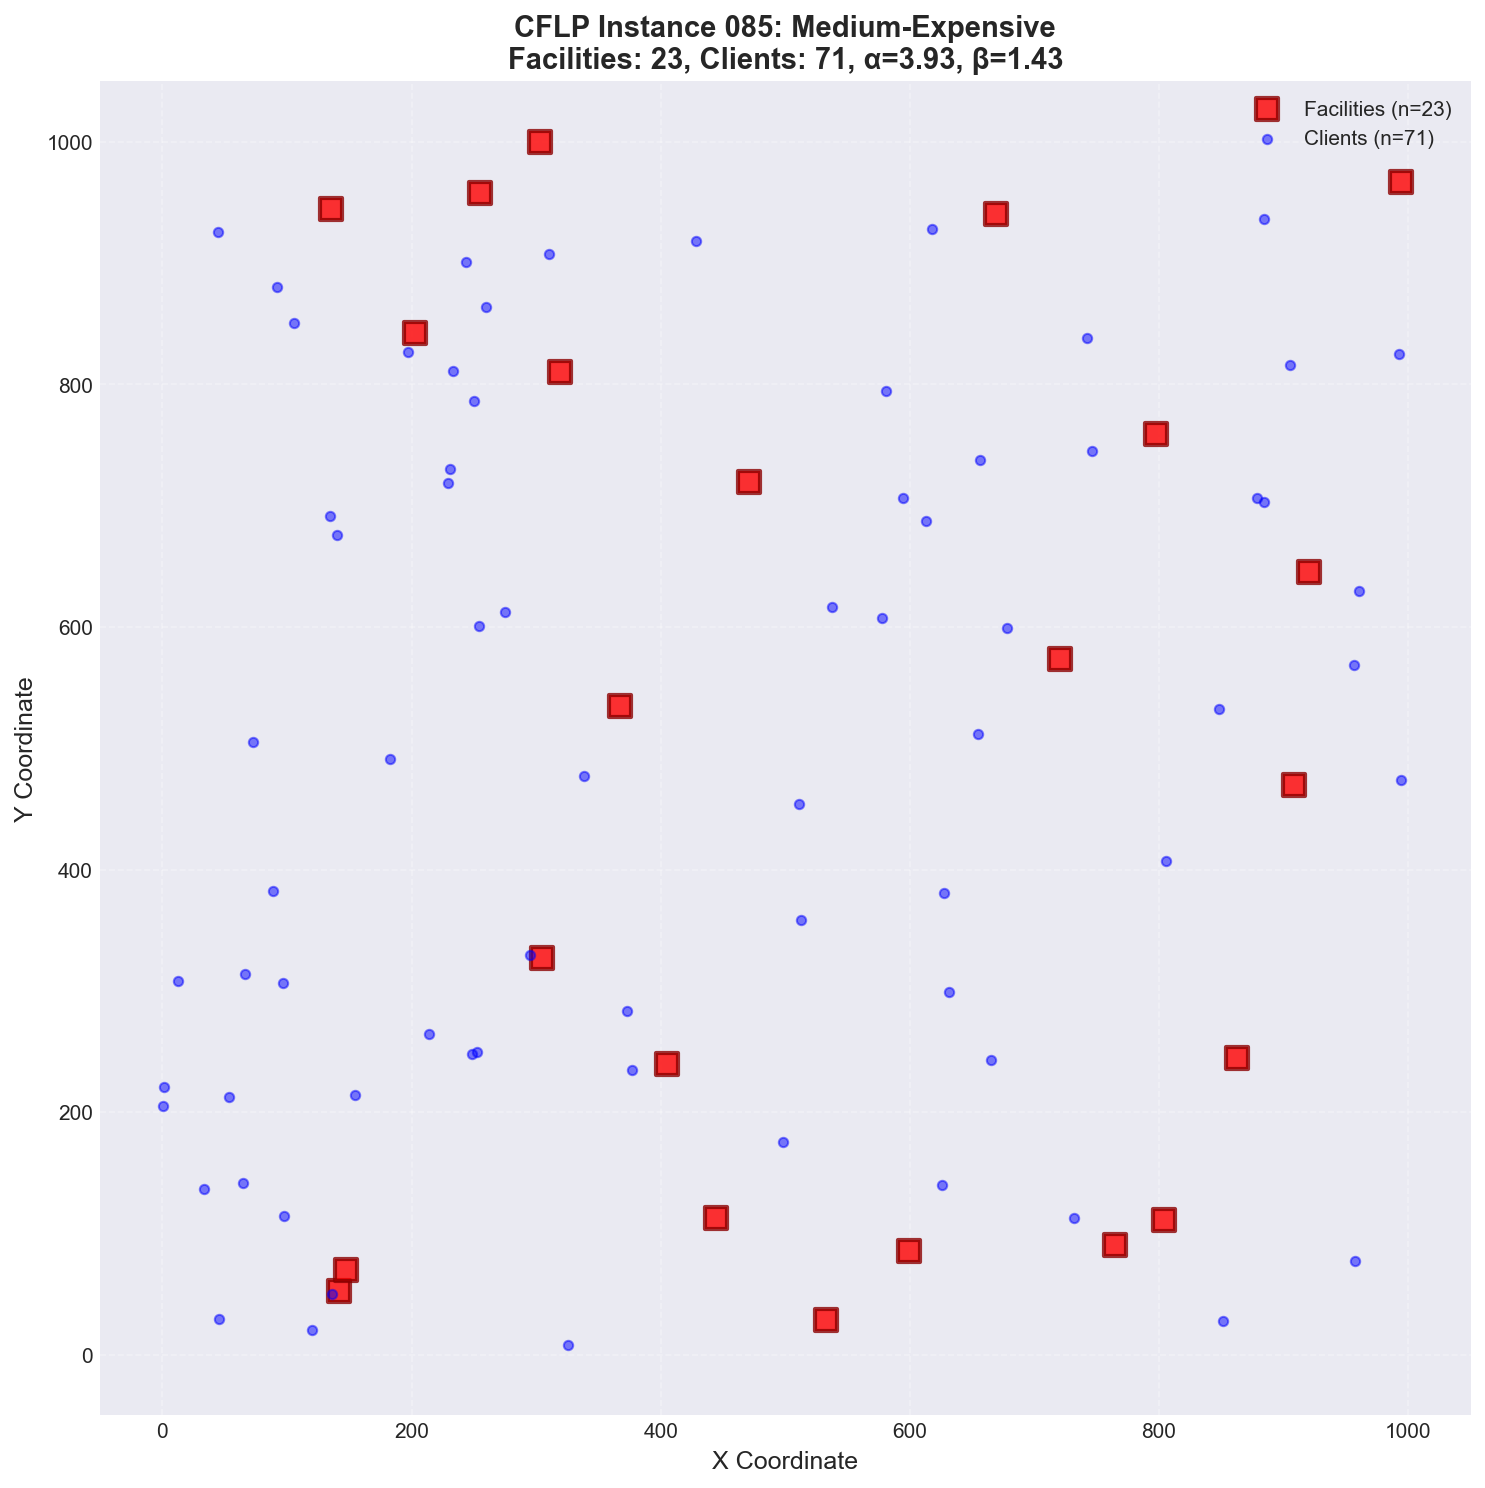 CFLP Instance 085: Medium-Expensive
Facilities: 23, Clients: 71, α=3.93, β=1.43
Facilities (n=23)
Clients (n=71)
1000
800
600
400
200
0
Y Coordinate
0 200 400 600 800 1000
X Coordinate